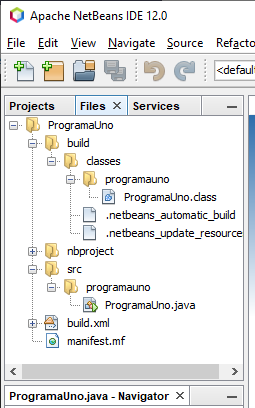 Apache NetBeans IDE 12.0
File Edit View Navigate Source Refacto
<defau
Projects Files Services
ProgramaUno
build
classes
programauno
ProgramaUno.class
.netbeans_automatic_build
.netbeans_update_resource
nbproject
src
programauno
ProgramaUno.java
build.xml
manifest.mf
ProgramaUno.java - Navigator